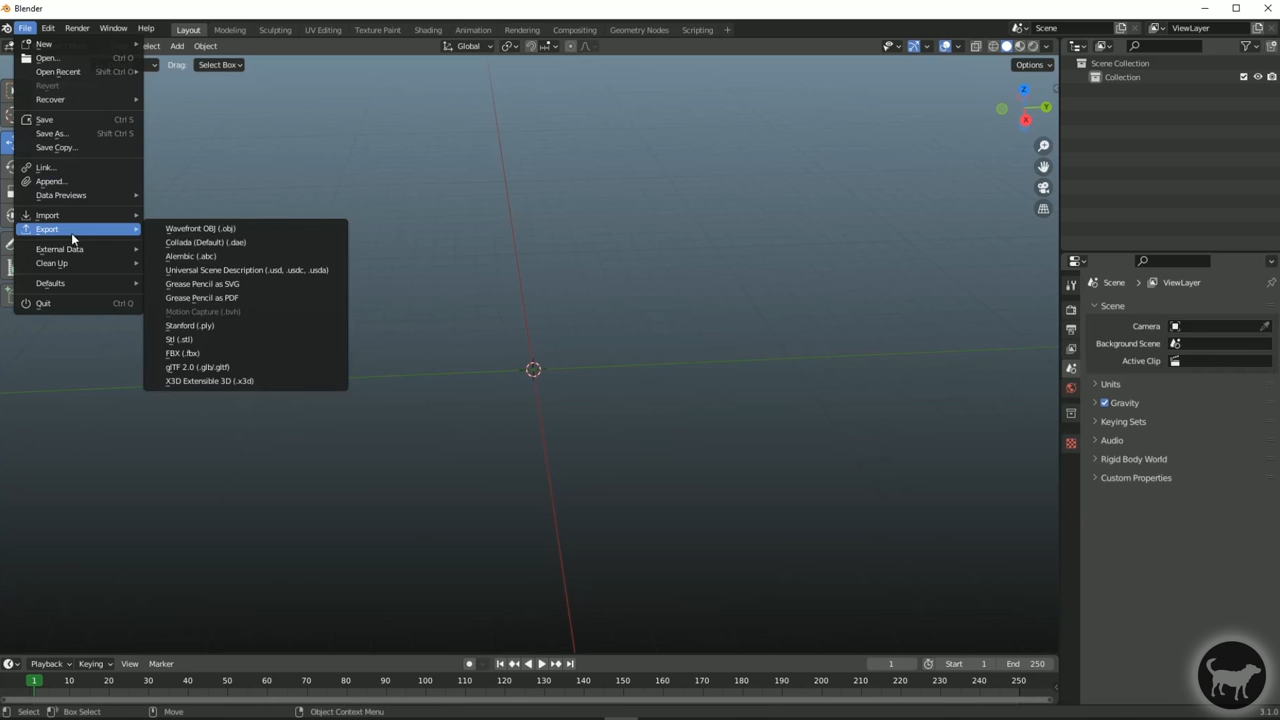 Blender
File Edit Render Window Help Layout Modeling Sculpting UV Editing Texture Paint Shading Animation Rendering Compositing Geometry Nodes Scripting + Scene ViewLayer
Add Object Global
Drag: Select Box Options
New
Open... Ctrl O
Open Recent Shift Ctrl O
Revert
Recover
Save Ctrl S
Save As... Shift Ctrl S
Save Copy...
Link...
Append...
Data Previews
Import
Export
External Data
Clean Up
Defaults
Quit Ctrl Q
Wavefront OBJ (.obj)
Collada (Default) (.dae)
Alembic (.abc)
Universal Scene Description (.usd, .usdc, .usda)
Grease Pencil as SVG
Grease Pencil as PDF
Motion Capture (.bvh)
Stanford (.ply)
Stl (.stl)
FBX (.fbx)
glTF 2.0 (.glb/.gltf)
X3D Extensible 3D (.x3d)
Z
Y
X
Scene Collection
Collection
Scene ViewLayer
Scene
Camera
Background Scene
Active Clip
Units
Gravity
Keying Sets
Audio
Rigid Body World
Custom Properties
Playback Keying View Marker 1 Start 1 End 250
1 10 20 30 40 50 60 70 80 90 100 110 120 130 140 150 160 170 180 190 200 210 220 230 240 250
Select Box Select Move Object Context Menu 3.1.0